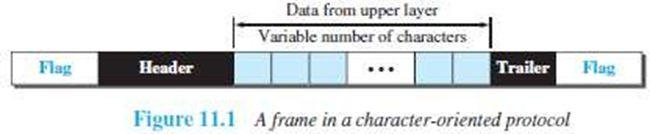 Data from upper layer
Variable number of characters
Flag Header ••• Trailer Flag
Figure 11.1 A frame in a character-oriented protocol